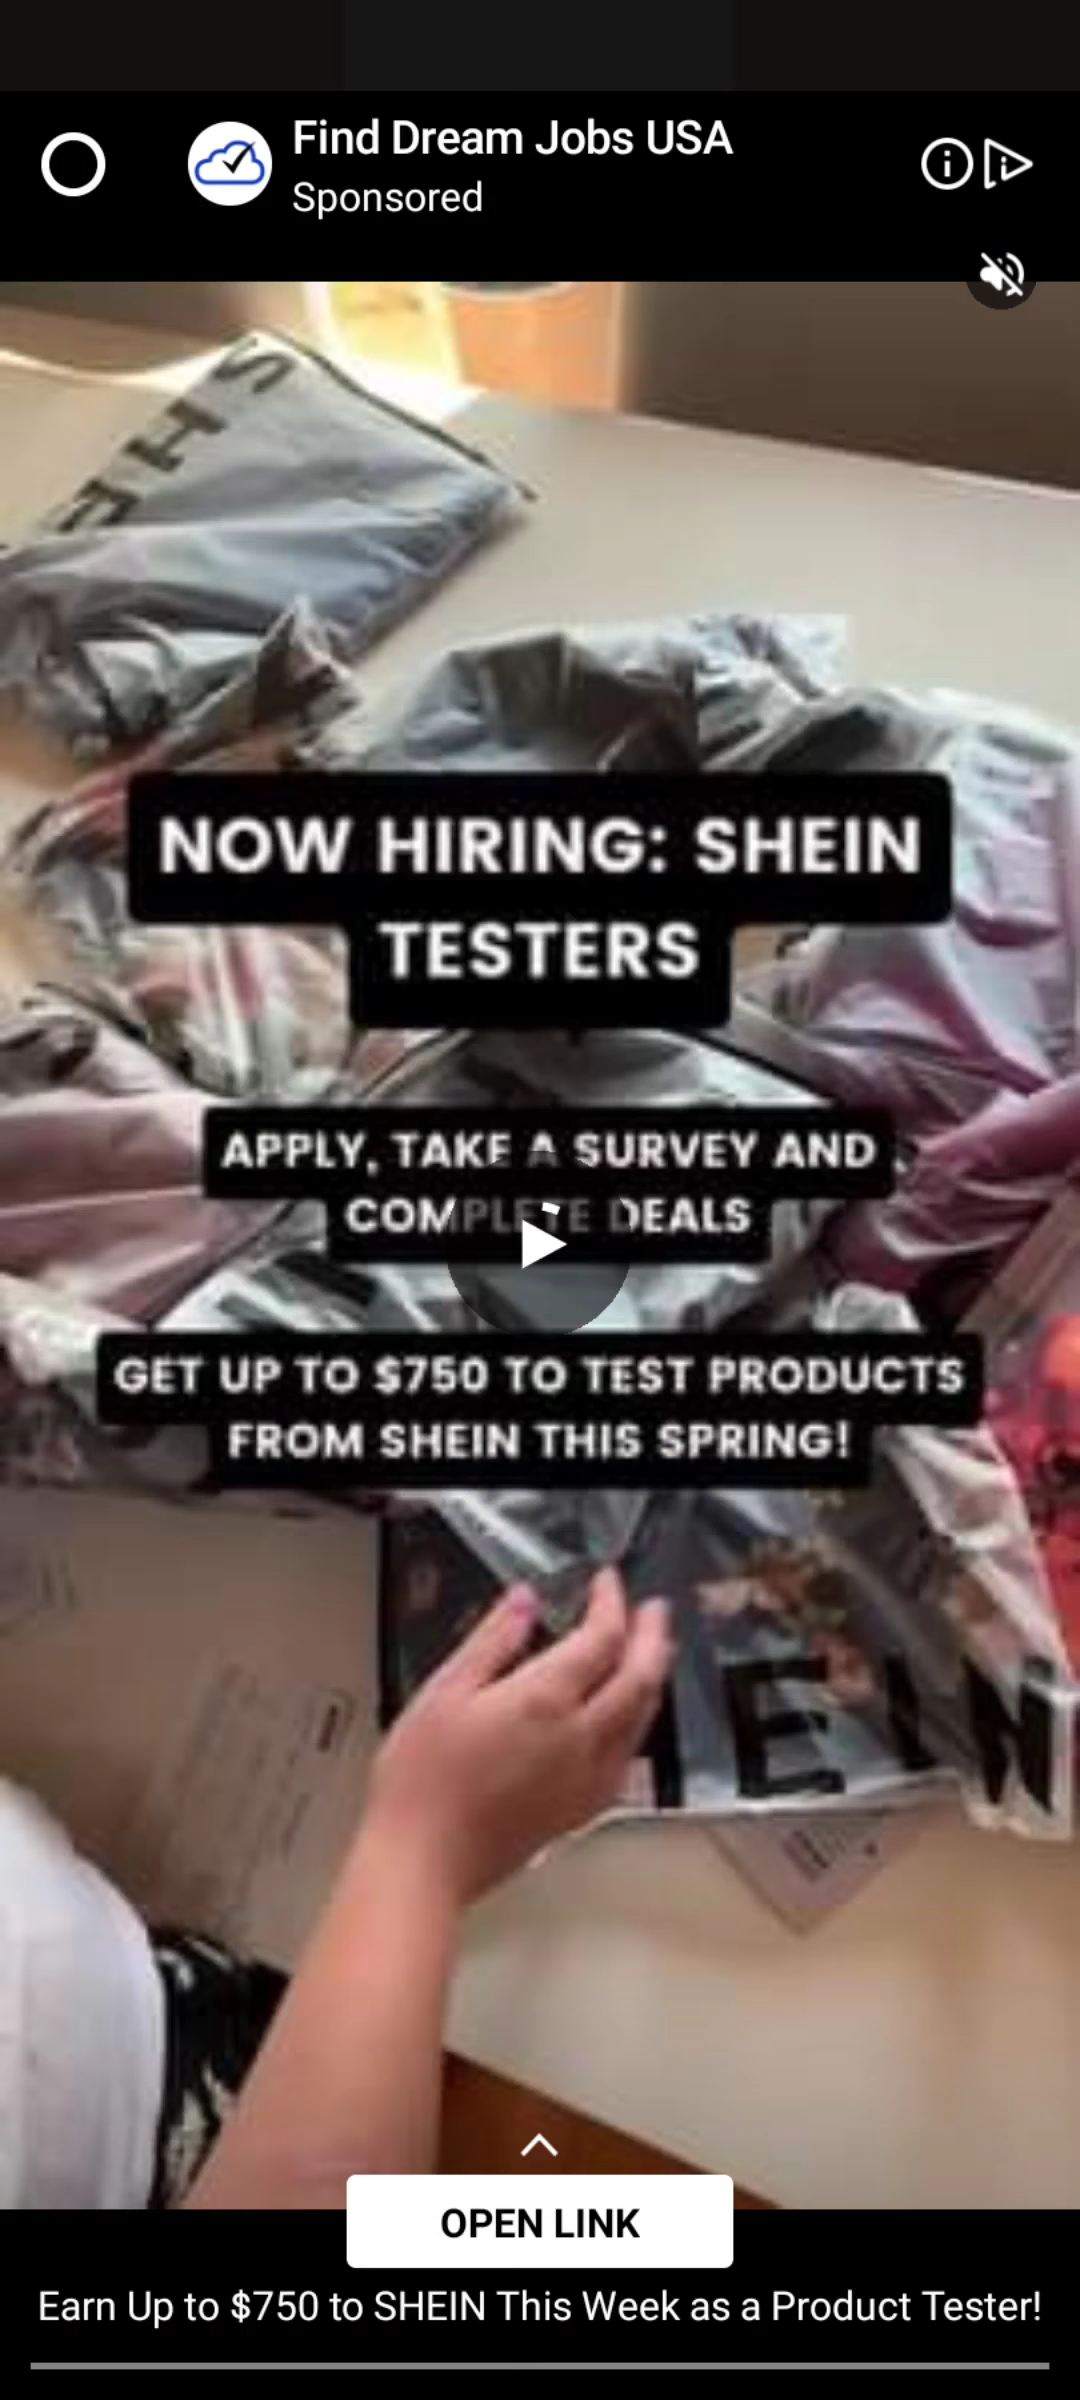 Find Dream Jobs USA
Sponsored
SHE
NOW HIRING: SHEIN
TESTERS
APPLY, TAKE A SURVEY AND
COMPLETE DEALS
GET UP TO $750 TO TEST PRODUCTS
FROM SHEIN THIS SPRING!
EIN
OPEN LINK
Earn Up to $750 to SHEIN This Week as a Product Tester!